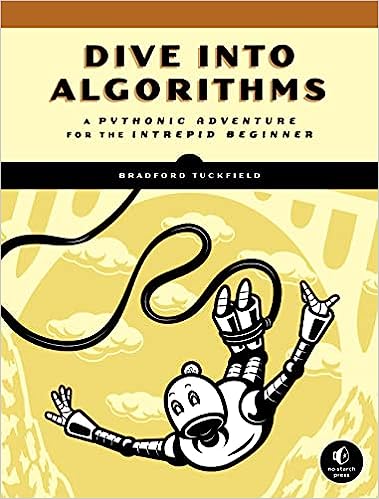 DIVE INTO
ALGORITHMS
A PYTHONIC ADVENTURE
FOR THE INTREPID BEGINNER
BRADFORD TUCKFIELD
no starch
press